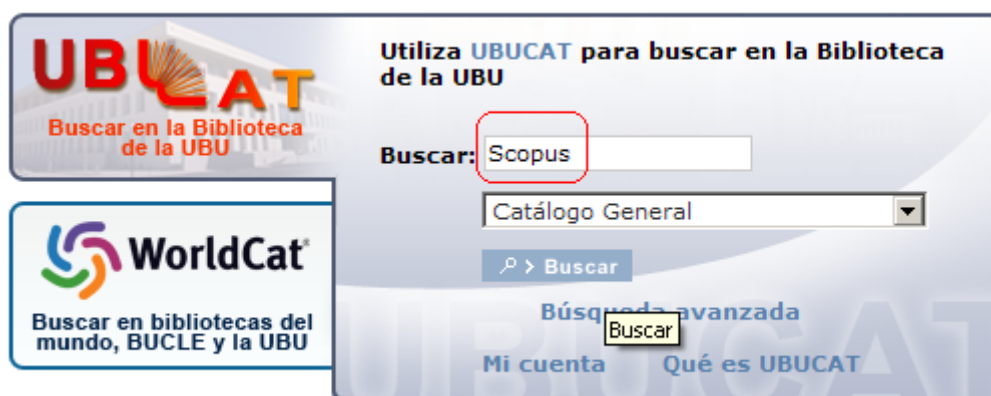 UBUCAT
Buscar en la Biblioteca
de la UBU
WorldCat®
Buscar en bibliotecas del
mundo, BUCLE y la UBU
Utiliza UBUCAT para buscar en la Biblioteca
de la UBU
Buscar: Scopus
Catálogo General
> Buscar
Búsqueda avanzada
Buscar
Mi cuenta Qué es UBUCAT
UBUCAT